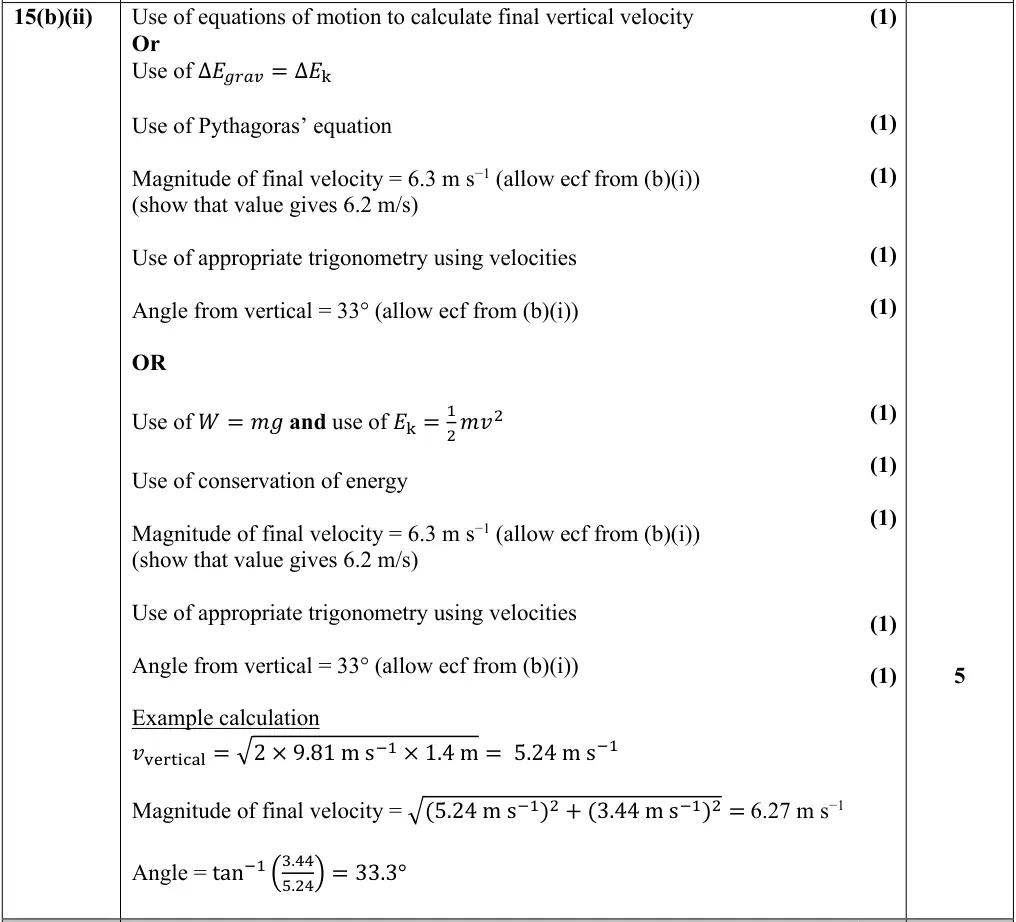 15(b)(ii) Use of equations of motion to calculate final vertical velocity (1)
Or
Use of Δ𝐸𝑔𝑟𝑎𝑣 = Δ𝐸k
Use of Pythagoras’ equation (1)
Magnitude of final velocity = 6.3 m s⁻¹ (allow ecf from (b)(i)) (1)
(show that value gives 6.2 m/s)
Use of appropriate trigonometry using velocities (1)
Angle from vertical = 33° (allow ecf from (b)(i)) (1)
OR
Use of 𝑊 = 𝑚𝑔 and use of 𝐸k = 1/2 𝑚𝑣² (1)
Use of conservation of energy (1)
Magnitude of final velocity = 6.3 m s⁻¹ (allow ecf from (b)(i)) (1)
(show that value gives 6.2 m/s)
Use of appropriate trigonometry using velocities (1)
Angle from vertical = 33° (allow ecf from (b)(i)) (1) 5
Example calculation
𝑣vertical = √(2 × 9.81 m s⁻¹ × 1.4 m) = 5.24 m s⁻¹
Magnitude of final velocity = √((5.24 m s⁻¹)² + (3.44 m s⁻¹)²) = 6.27 m s⁻¹
Angle = tan⁻¹ (3.44/5.24) = 33.3°